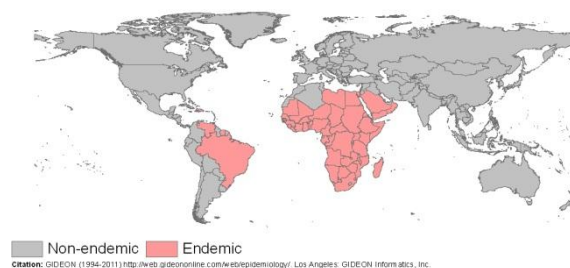 Non-endemic Endemic
Citation: GIDEON (1994-2011) http://web.gideononline.com/web/epidemiology/. Los Angeles: GIDEON Informatics, Inc.